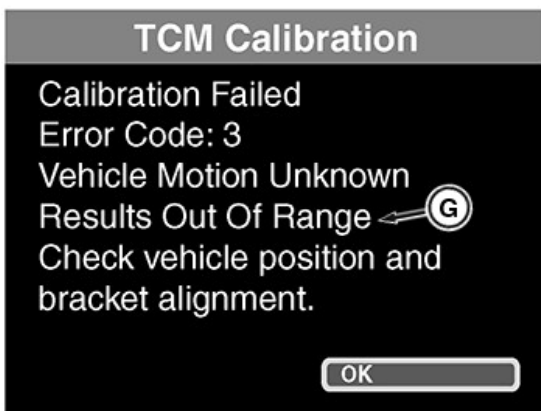 TCM Calibration
Calibration Failed
Error Code: 3
Vehicle Motion Unknown
Results Out Of Range G
Check vehicle position and
bracket alignment.
OK